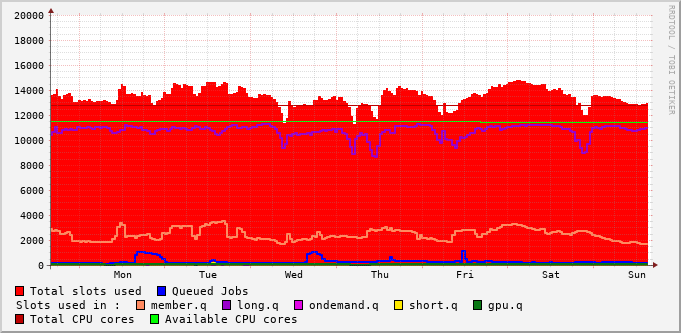 20000
18000
16000
14000
12000
10000
8000
6000
4000
2000
0
Mon Tue Wed Thu Fri Sat Sun
RRDTOOL / TOBI OETIKER
Total slots used Queued Jobs
Slots used in : member.q long.q ondemand.q short.q gpu.q
Total CPU cores Available CPU cores